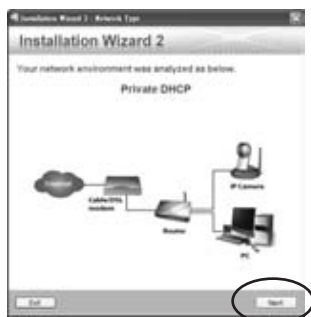 Installation Wizard 2 - Network Type
Installation Wizard 2
Your network environment was analyzed as below.
Private DHCP
Internet
Cable/DSL
modem
Router
IP Camera
PC
Exit
Next